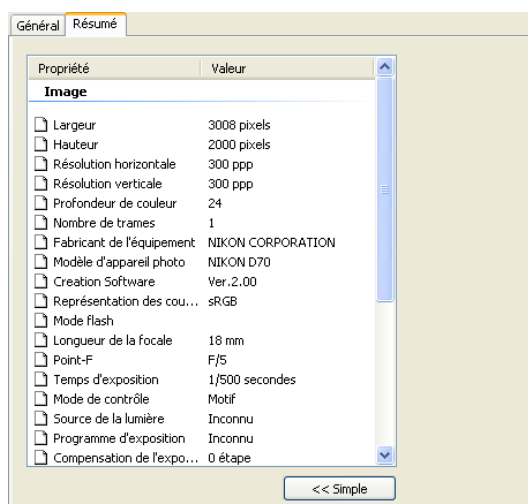 Général Résumé
Propriété Valeur
Image
Largeur 3008 pixels
Hauteur 2000 pixels
Résolution horizontale 300 ppp
Résolution verticale 300 ppp
Profondeur de couleur 24
Nombre de trames 1
Fabricant de l'équipement NIKON CORPORATION
Modèle d'appareil photo NIKON D70
Creation Software Ver.2.00
Représentation des cou... sRGB
Mode flash
Longueur de la focale 18 mm
Point-F F/5
Temps d'exposition 1/500 secondes
Mode de contrôle Motif
Source de la lumière Inconnu
Programme d'exposition Inconnu
Compensation de l'expo... 0 étape
<< Simple